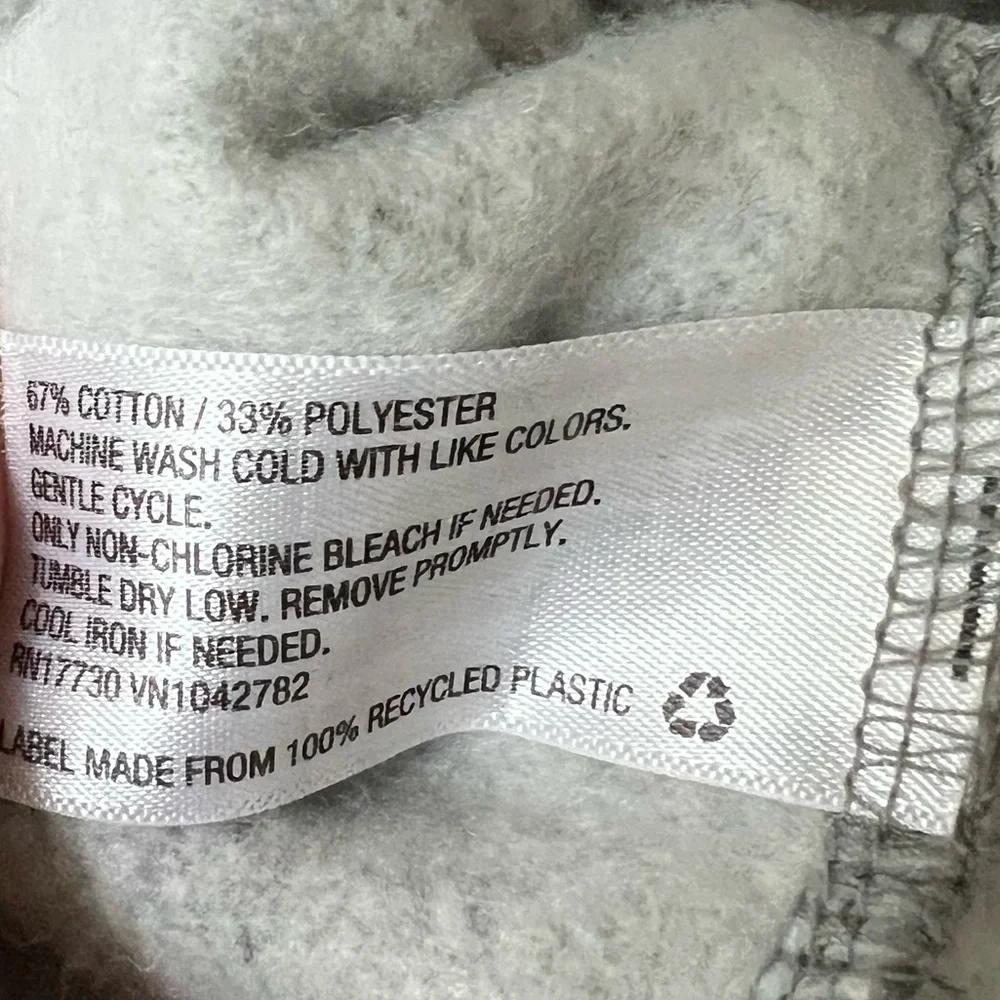 67% COTTON / 33% POLYESTER
MACHINE WASH COLD WITH LIKE COLORS.
GENTLE CYCLE.
ONLY NON-CHLORINE BLEACH IF NEEDED.
TUMBLE DRY LOW. REMOVE PROMPTLY.
COOL IRON IF NEEDED.
RN17730 VN1042782
LABEL MADE FROM 100% RECYCLED PLASTIC